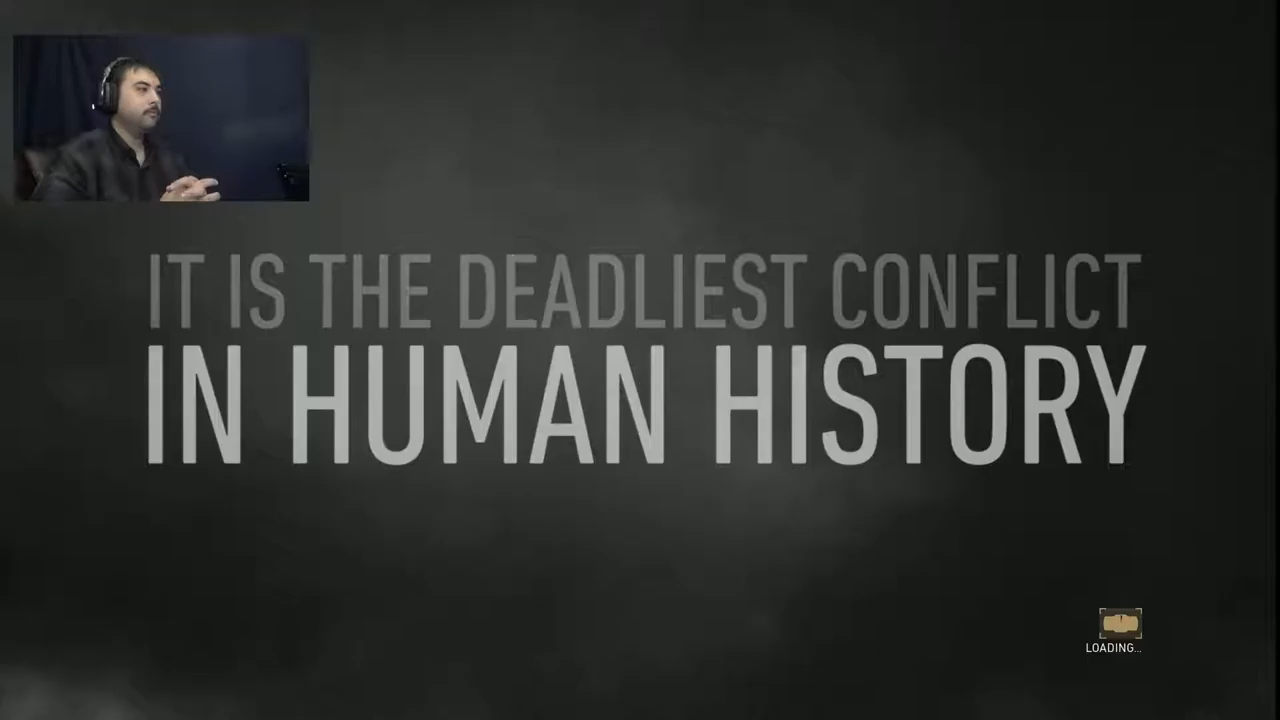 IT IS THE DEADLIEST CONFLICT
IN HUMAN HISTORY
LOADING...